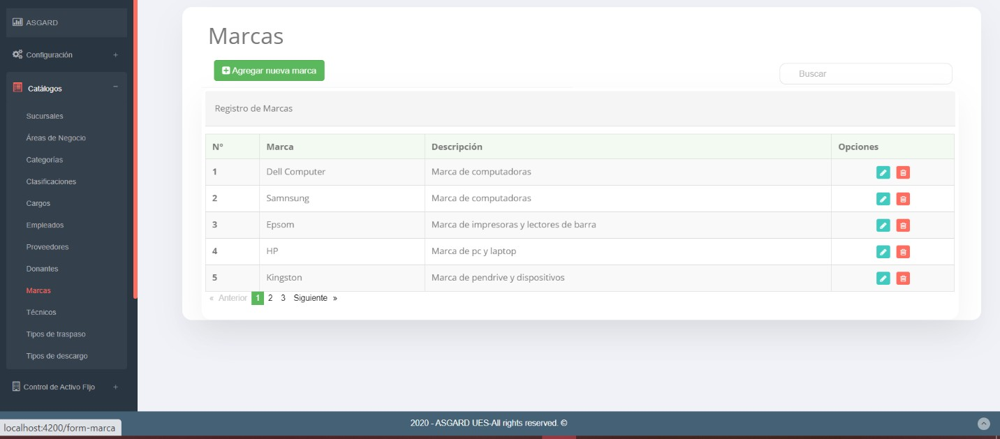 ASGARD
Configuración +
Catálogos −
Sucursales
Áreas de Negocio
Categorías
Clasificaciones
Cargos
Empleados
Proveedores
Donantes
Marcas
Técnicos
Tipos de traspaso
Tipos de descargo
Control de Activo FIjo +
localhost:4200/form-marca
Marcas
Agregar nueva marca
Buscar
Registro de Marcas
N° Marca Descripción Opciones
1 Dell Computer Marca de computadoras
2 Samnsung Marca de computadoras
3 Epsom Marca de impresoras y lectores de barra
4 HP Marca de pc y laptop
5 Kingston Marca de pendrive y dispositivos
« Anterior 1 2 3 Siguiente »
2020 - ASGARD UES-All rights reserved. ©